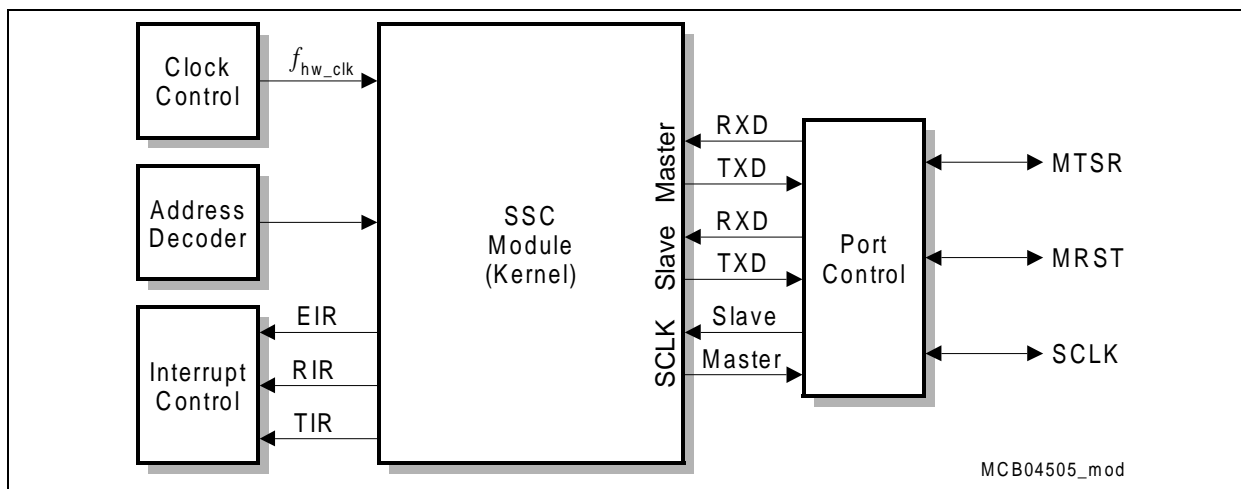 Clock
Control
f hw_clk
Address
Decoder
Interrupt
Control
EIR
RIR
TIR
SSC
Module
(Kernel)
Master
Slave
SCLK
RXD
TXD
RXD
TXD
Slave
Master
Port
Control
MTSR
MRST
SCLK
MCB04505_mod